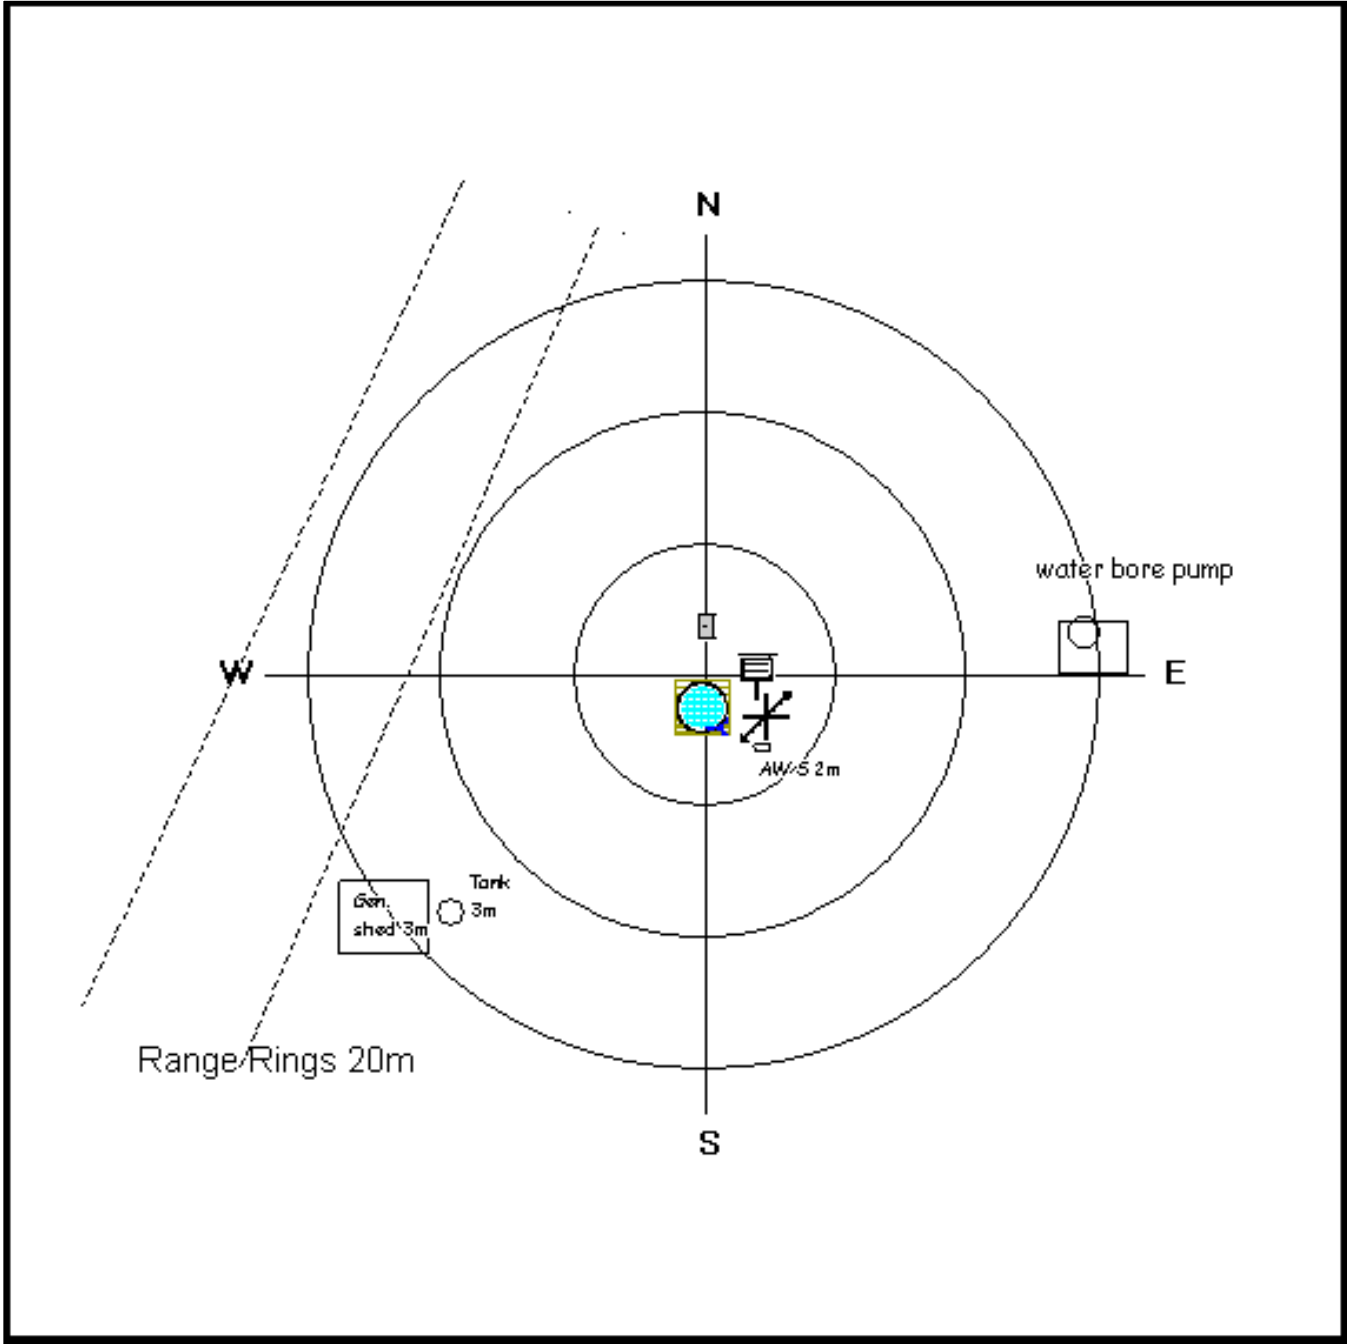 N
water bore pump
W
E
AWS 2m
Tank
3m
Gen.
shed 3m
Range Rings 20m
S